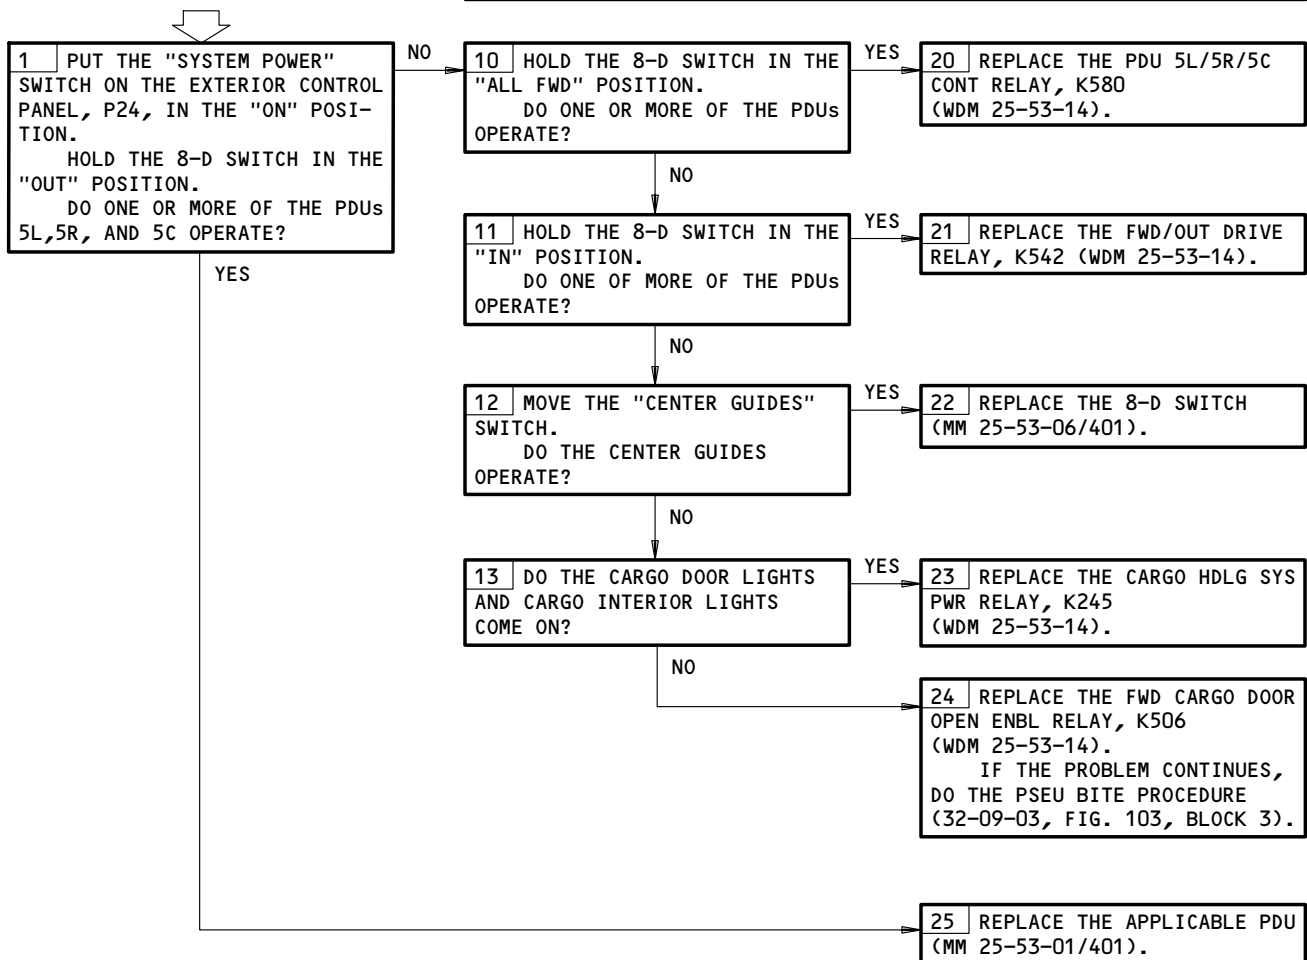 1 PUT THE "SYSTEM POWER"
SWITCH ON THE EXTERIOR CONTROL
PANEL, P24, IN THE "ON" POSI-
TION.
HOLD THE 8-D SWITCH IN THE
"OUT" POSITION.
DO ONE OR MORE OF THE PDUs
5L,5R, AND 5C OPERATE?
NO
YES
10 HOLD THE 8-D SWITCH IN THE
"ALL FWD" POSITION.
DO ONE OR MORE OF THE PDUs
OPERATE?
YES
NO
20 REPLACE THE PDU 5L/5R/5C
CONT RELAY, K580
(WDM 25-53-14).
11 HOLD THE 8-D SWITCH IN THE
"IN" POSITION.
DO ONE OF MORE OF THE PDUs
OPERATE?
YES
NO
21 REPLACE THE FWD/OUT DRIVE
RELAY, K542 (WDM 25-53-14).
12 MOVE THE "CENTER GUIDES"
SWITCH.
DO THE CENTER GUIDES
OPERATE?
YES
NO
22 REPLACE THE 8-D SWITCH
(MM 25-53-06/401).
13 DO THE CARGO DOOR LIGHTS
AND CARGO INTERIOR LIGHTS
COME ON?
YES
NO
23 REPLACE THE CARGO HDLG SYS
PWR RELAY, K245
(WDM 25-53-14).
24 REPLACE THE FWD CARGO DOOR
OPEN ENBL RELAY, K506
(WDM 25-53-14).
IF THE PROBLEM CONTINUES,
DO THE PSEU BITE PROCEDURE
(32-09-03, FIG. 103, BLOCK 3).
25 REPLACE THE APPLICABLE PDU
(MM 25-53-01/401).